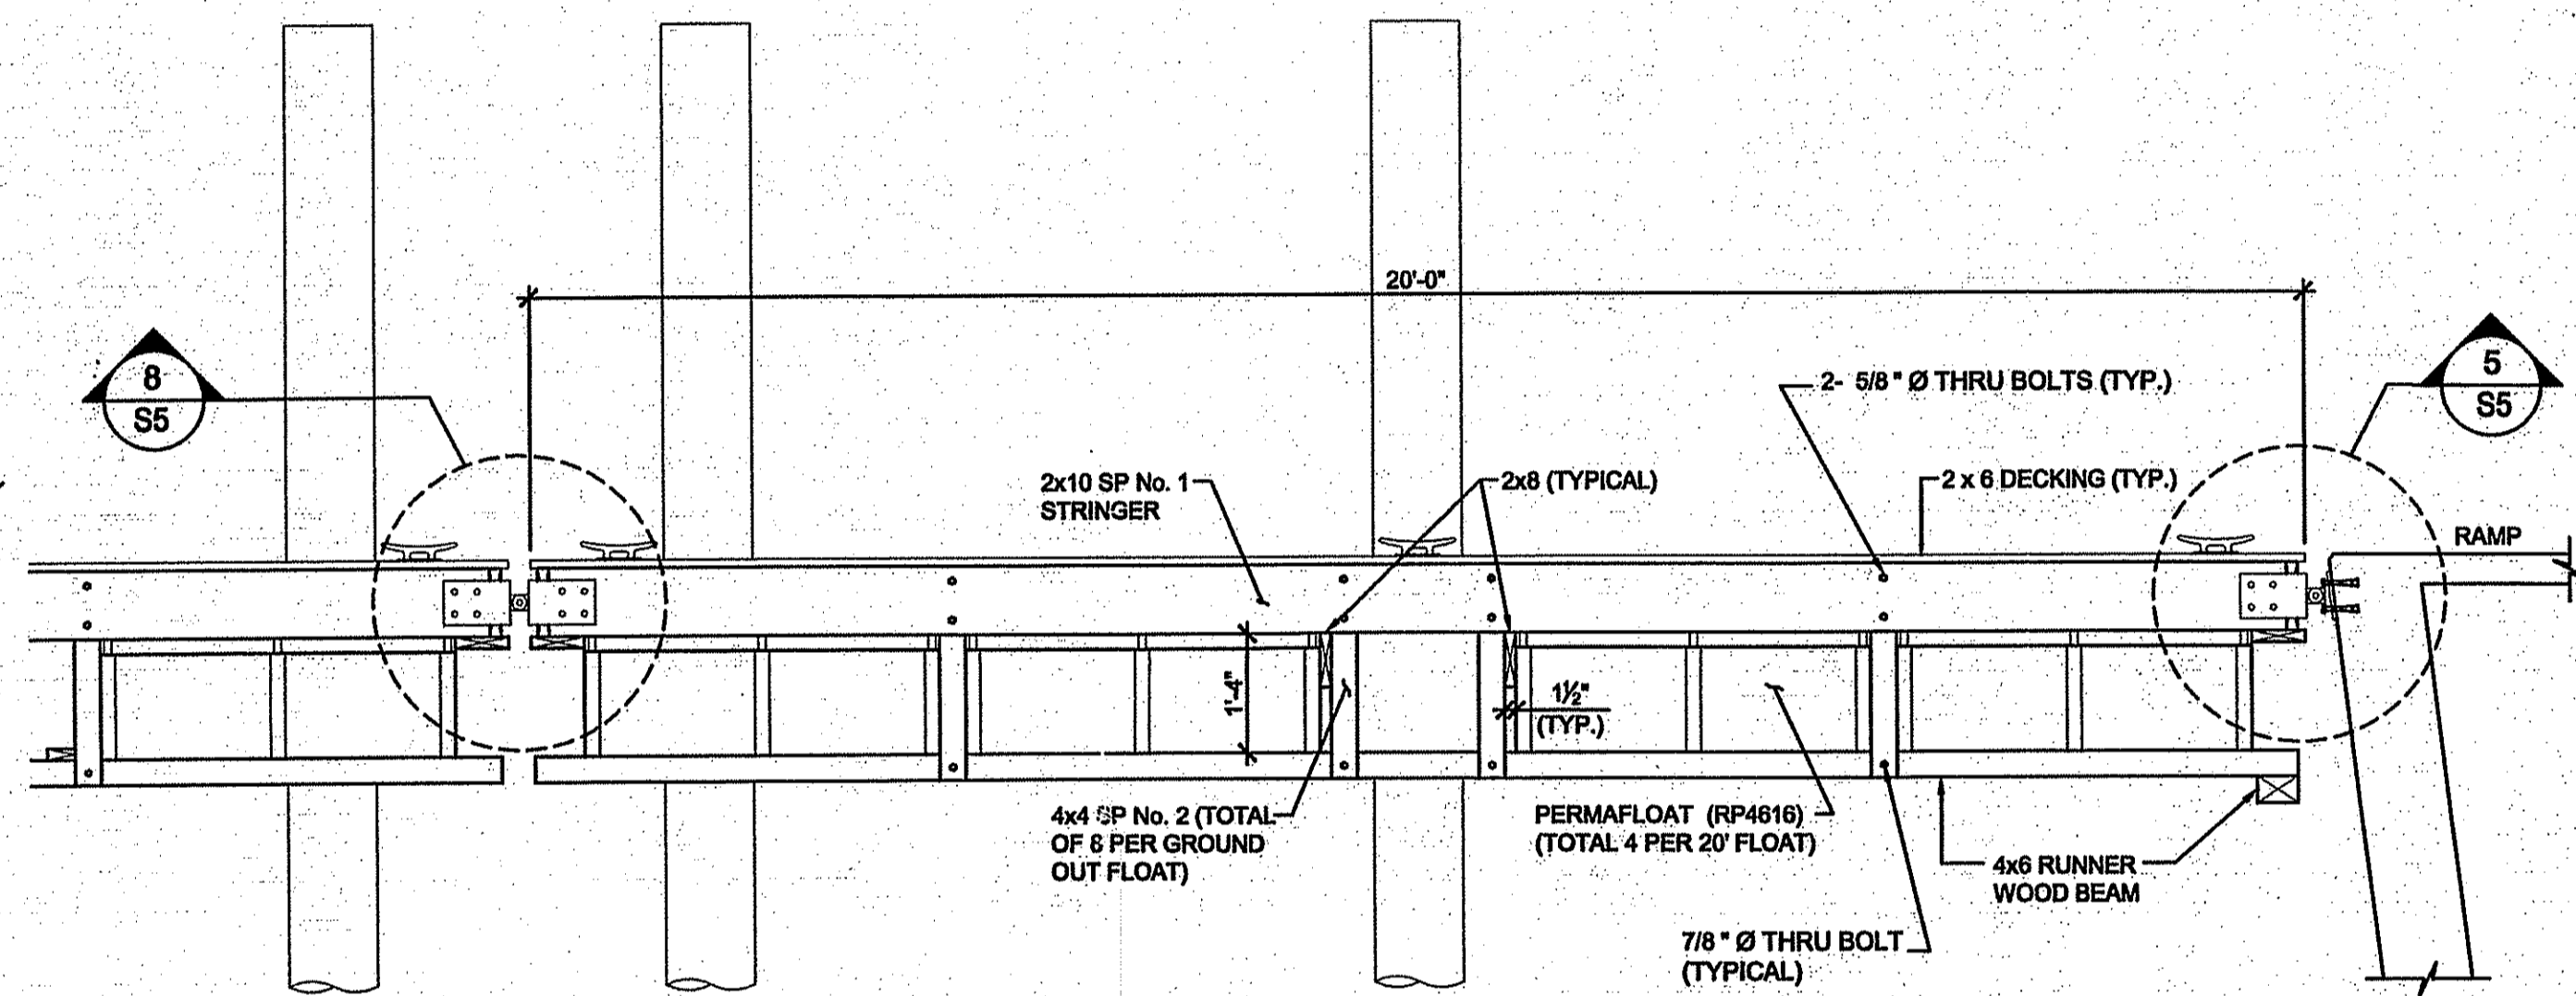 20'-0"
8
S5
5
S5
2- 5/8" Ø THRU BOLTS (TYP.)
2x10 SP No. 1
STRINGER
2x8 (TYPICAL)
2 x 6 DECKING (TYP.)
RAMP
1'-4"
1½"
(TYP.)
4x4 SP No. 2 (TOTAL
OF 8 PER GROUND
OUT FLOAT)
PERMAFLOAT (RP4616)
(TOTAL 4 PER 20' FLOAT)
4x6 RUNNER
WOOD BEAM
7/8" Ø THRU BOLT
(TYPICAL)